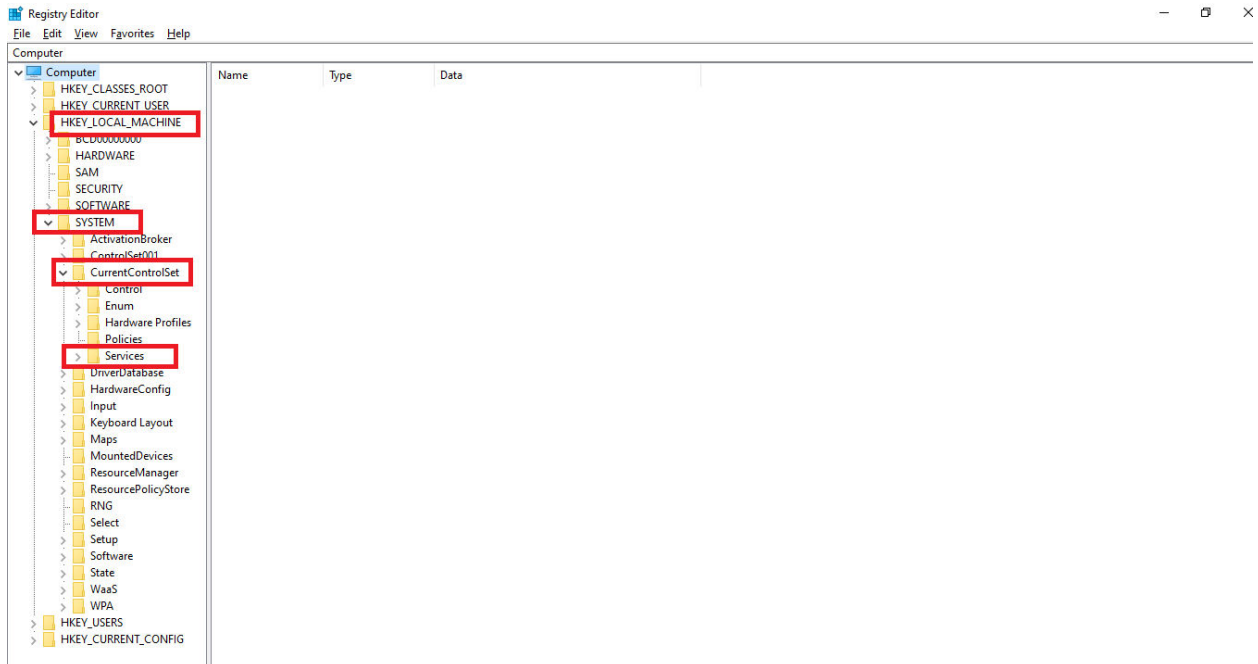 Registry Editor
File Edit View Favorites Help
Computer
Computer
Name Type Data
HKEY_CLASSES_ROOT
HKEY_CURRENT_USER
HKEY_LOCAL_MACHINE
BCD00000000
HARDWARE
SAM
SECURITY
SOFTWARE
SYSTEM
ActivationBroker
ControlSet001
CurrentControlSet
Control
Enum
Hardware Profiles
Policies
Services
DriverDatabase
HardwareConfig
Input
Keyboard Layout
Maps
MountedDevices
ResourceManager
ResourcePolicyStore
RNG
Select
Setup
Software
State
WaaS
WPA
HKEY_USERS
HKEY_CURRENT_CONFIG